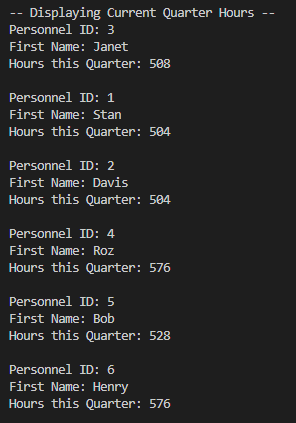 -- Displaying Current Quarter Hours --
Personnel ID: 3
First Name: Janet
Hours this Quarter: 508

Personnel ID: 1
First Name: Stan
Hours this Quarter: 504

Personnel ID: 2
First Name: Davis
Hours this Quarter: 504

Personnel ID: 4
First Name: Roz
Hours this Quarter: 576

Personnel ID: 5
First Name: Bob
Hours this Quarter: 528

Personnel ID: 6
First Name: Henry
Hours this Quarter: 576